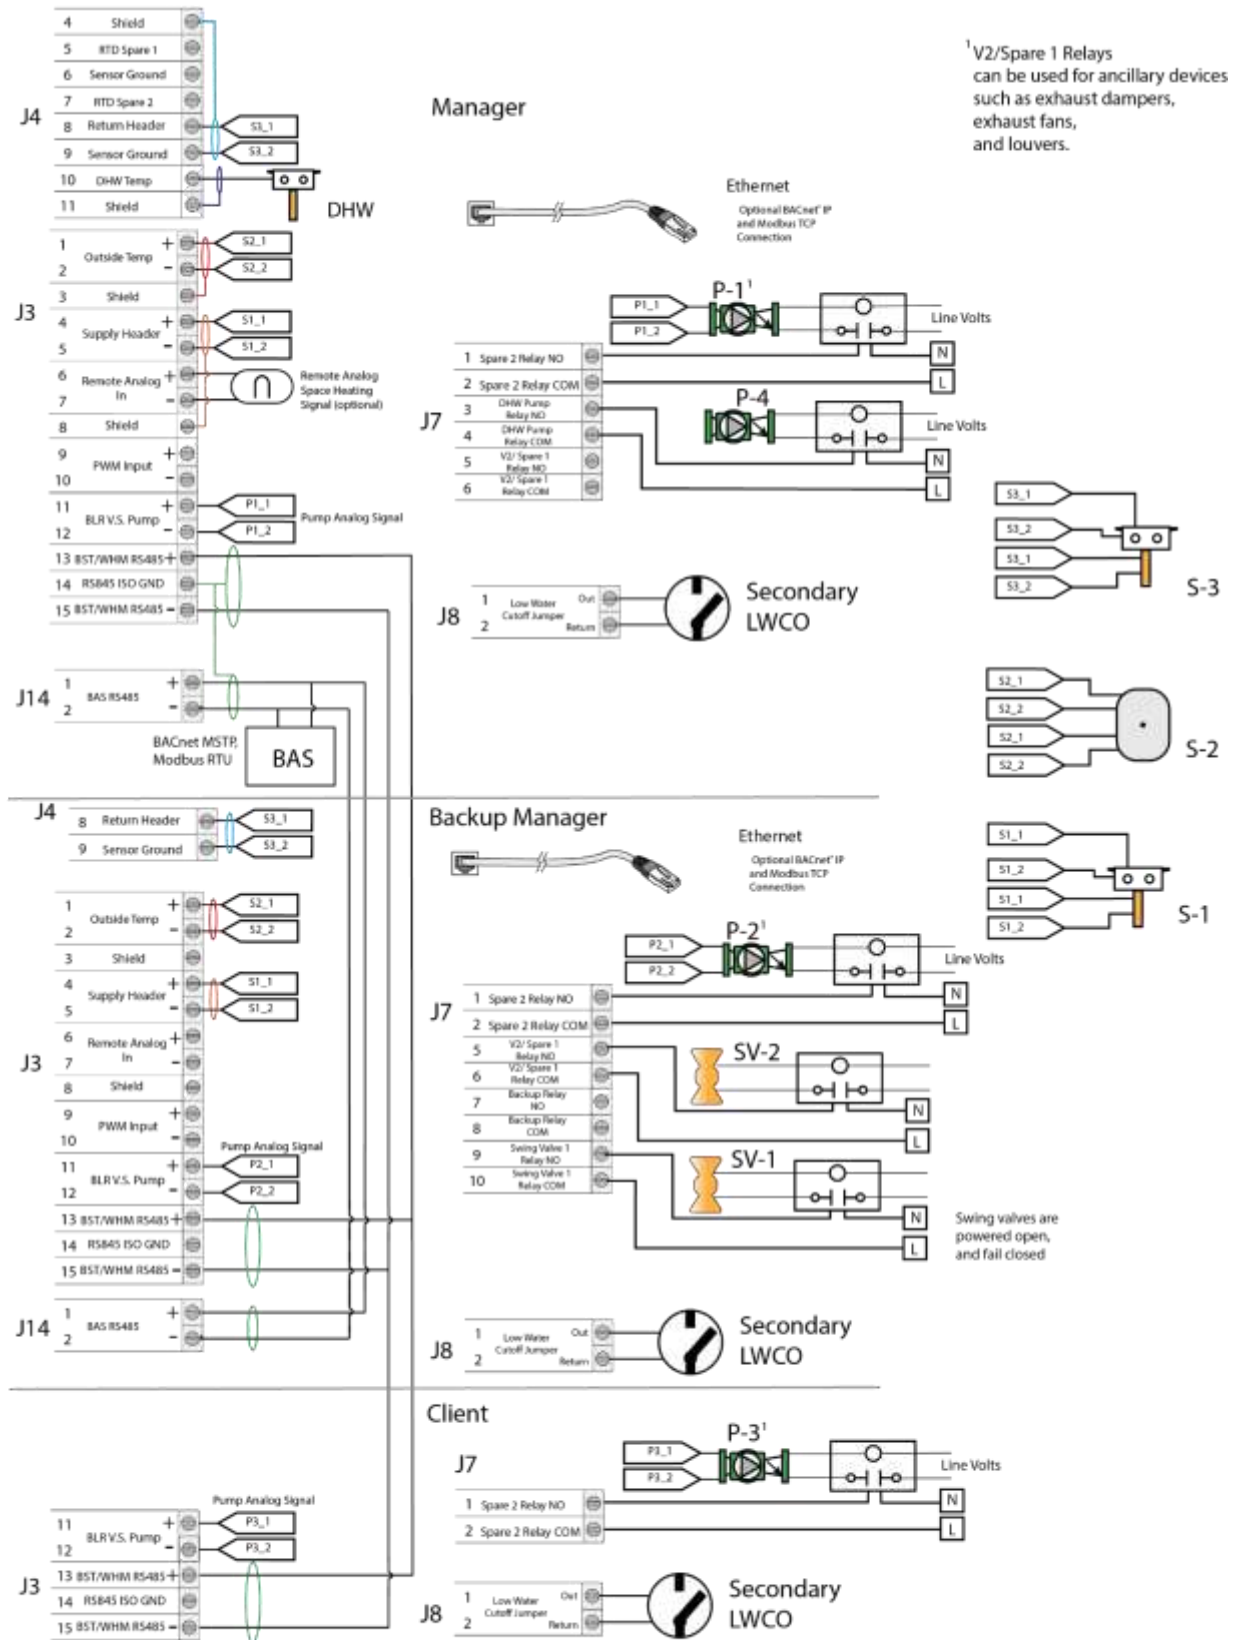 4 Shield
5 RTD Spare 1
6 Sensor Ground
7 RTD Spare 2
J4
8 Return Header S3_1
9 Sensor Ground S3_2
10 DHW Temp
11 Shield
DHW
1 + S2_1
Outside Temp
2 - S2_2
3 Shield
J3
4 + S1_1
Supply Header
5 - S1_2
6 +
Remote Analog
In
7 -
Remote Analog
Space Heating
Signal (optional)
8 Shield
9 +
PWM Input
10 -
11 + P1_1
BLR V.S. Pump
12 - P1_2
Pump Analog Signal
13 BST/WHM RS485 +
14 RS845 ISO GND
15 BST/WHM RS485 -
J14
1 +
BAS RS485
2 -
BACnet MSTP,
Modbus RTU
BAS
Manager
Ethernet
Optional BACnet® IP
and Modbus TCP
Connection
P-1¹
P1_1
P1_2
Line Volts
N
L
J7
1 Spare 2 Relay NO
2 Spare 2 Relay COM
3 DHW Pump
Relay NO
4 DHW Pump
Relay COM
5 V2/ Spare 1
Relay NO
6 V2/ Spare 1
Relay COM
P-4
Line Volts
N
L
J8
1 Out
Low Water
Cutoff Jumper
2 Return
Secondary
LWCO
¹ V2/Spare 1 Relays
can be used for ancillary devices
such as exhaust dampers,
exhaust fans,
and louvers.
S3_1
S3_2
S3_1
S3_2
S-3
S2_1
S2_2
S2_1
S2_2
S-2
S1_1
S1_2
S1_1
S1_2
S-1
J4
8 Return Header S3_1
9 Sensor Ground S3_2
1 + S2_1
Outside Temp
2 - S2_2
3 Shield
4 + S1_1
Supply Header
5 - S1_2
J3
6 +
Remote Analog
In
7 -
8 Shield
9 +
PWM Input
10 -
Pump Analog Signal
11 + P2_1
BLR V.S. Pump
12 - P2_2
13 BST/WHM RS485 +
14 RS845 ISO GND
15 BST/WHM RS485 -
J14
1 +
BAS RS485
2 -
Backup Manager
Ethernet
Optional BACnet® IP
and Modbus TCP
Connection
P-2¹
P2_1
P2_2
Line Volts
N
L
J7
1 Spare 2 Relay NO
2 Spare 2 Relay COM
5 V2/ Spare 1
Relay NO
6 V2/ Spare 1
Relay COM
7 Backup Relay
NO
8 Backup Relay
COM
9 Swing Valve 1
Relay NO
10 Swing Valve 1
Relay COM
SV-2
N
L
SV-1
N
L
Swing valves are
powered open,
and fail closed
J8
1 Out
Low Water
Cutoff Jumper
2 Return
Secondary
LWCO
Client
P-3¹
P3_1
P3_2
Line Volts
N
L
J7
1 Spare 2 Relay NO
2 Spare 2 Relay COM
Pump Analog Signal
11 + P3_1
BLR V.S. Pump
12 - P3_2
J3
13 BST/WHM RS485 +
14 RS845 ISO GND
15 BST/WHM RS485 -
J8
1 Out
Low Water
Cutoff Jumper
2 Return
Secondary
LWCO